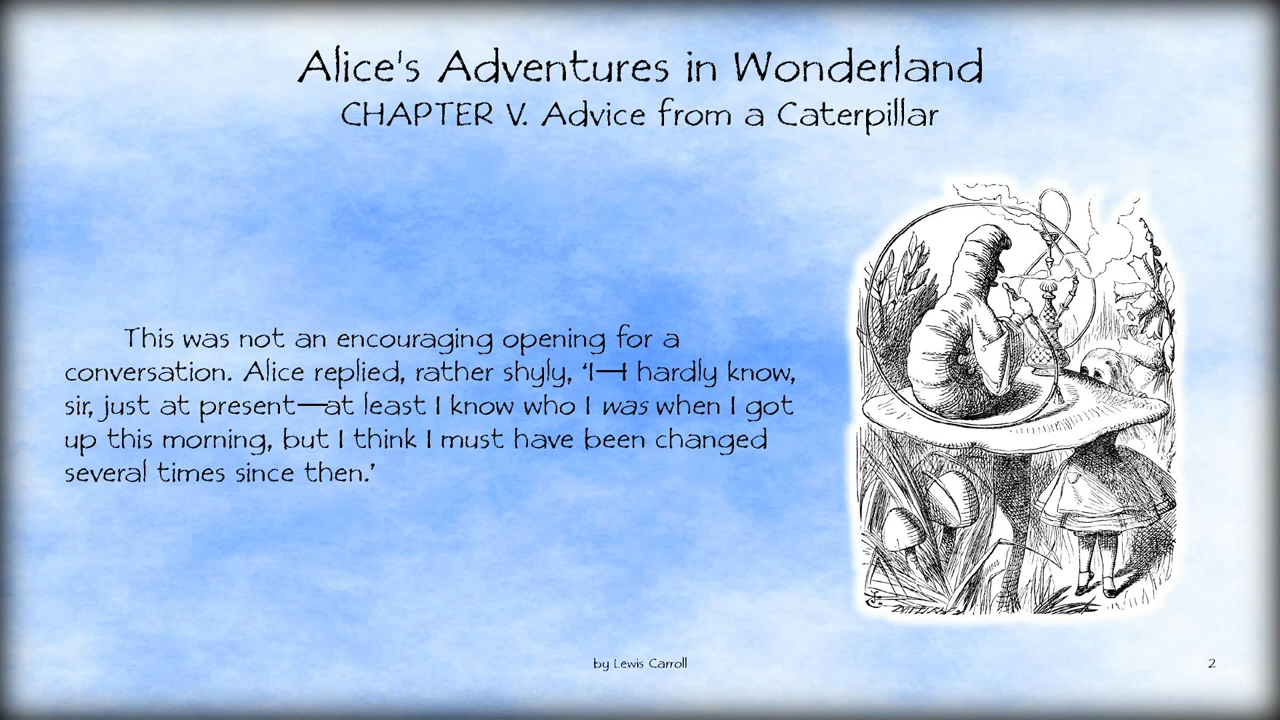 Alice's Adventures in Wonderland
CHAPTER V. Advice from a Caterpillar
This was not an encouraging opening for a
conversation. Alice replied, rather shyly, ‘I—I hardly know,
sir, just at present—at least I know who I was when I got
up this morning, but I think I must have been changed
several times since then.’
by Lewis Carroll
2